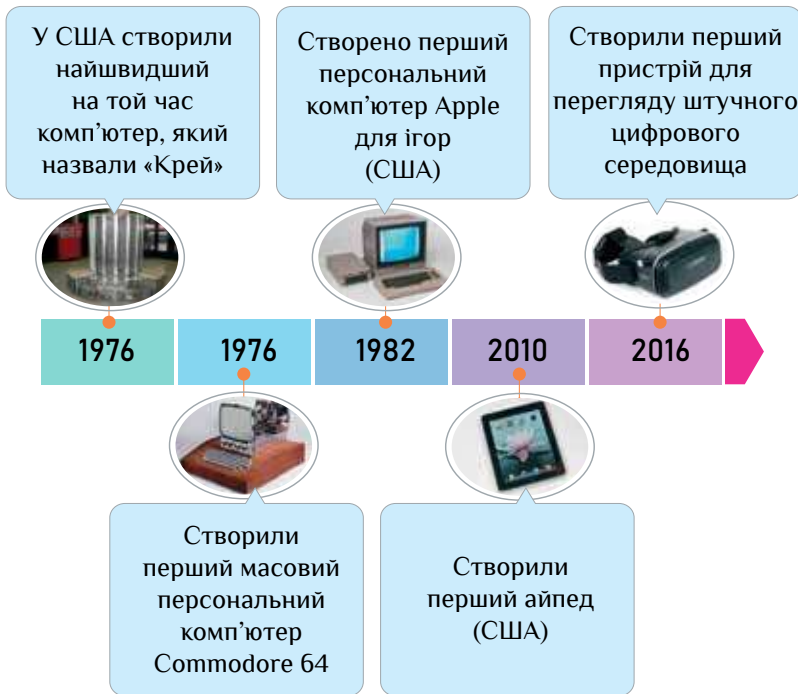 У США створили
найшвидший
на той час
комп’ютер, який
назвали «Крей»
Створено перший
персональний
комп’ютер Apple
для ігор
(США)
Створили перший
пристрій для
перегляду штучного
цифрового
середовища
1976
1976
1982
2010
2016
Створили
перший масовий
персональний
комп’ютер
Commodore 64
Створили
перший айпед
(США)